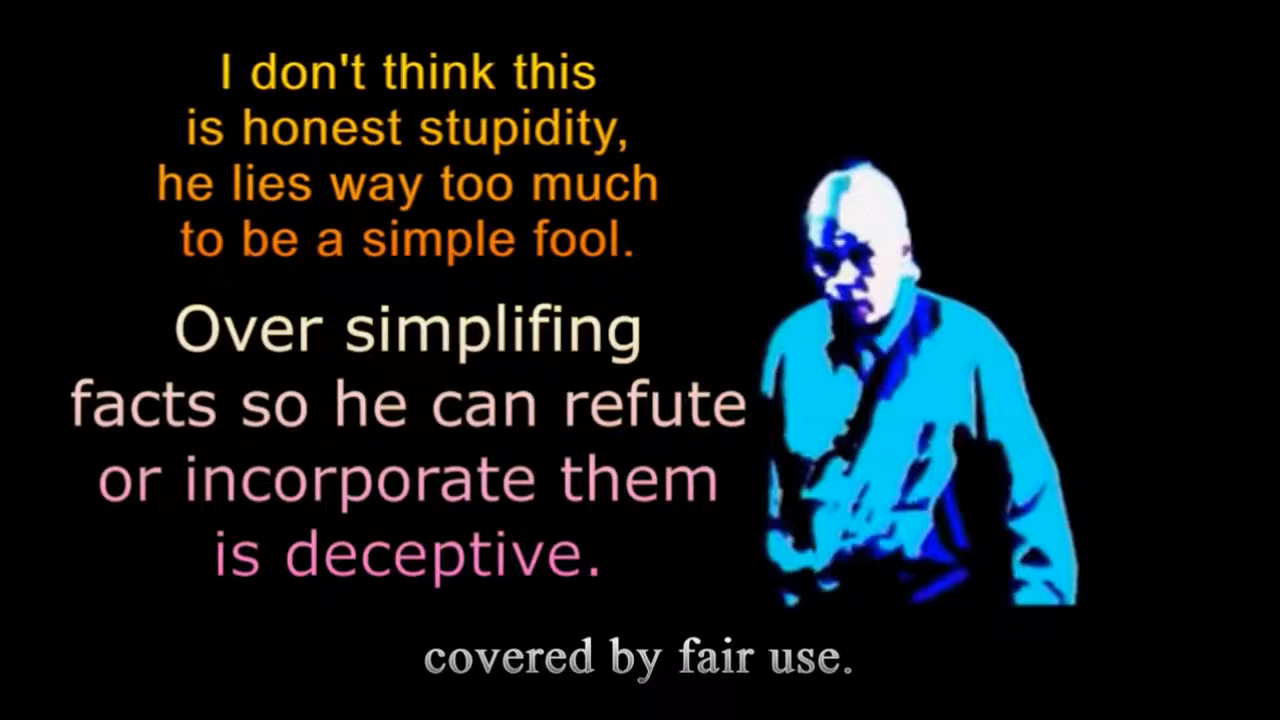 I don't think this
is honest stupidity,
he lies way too much
to be a simple fool.
Over simplifing
facts so he can refute
or incorporate them
is deceptive.
covered by fair use.